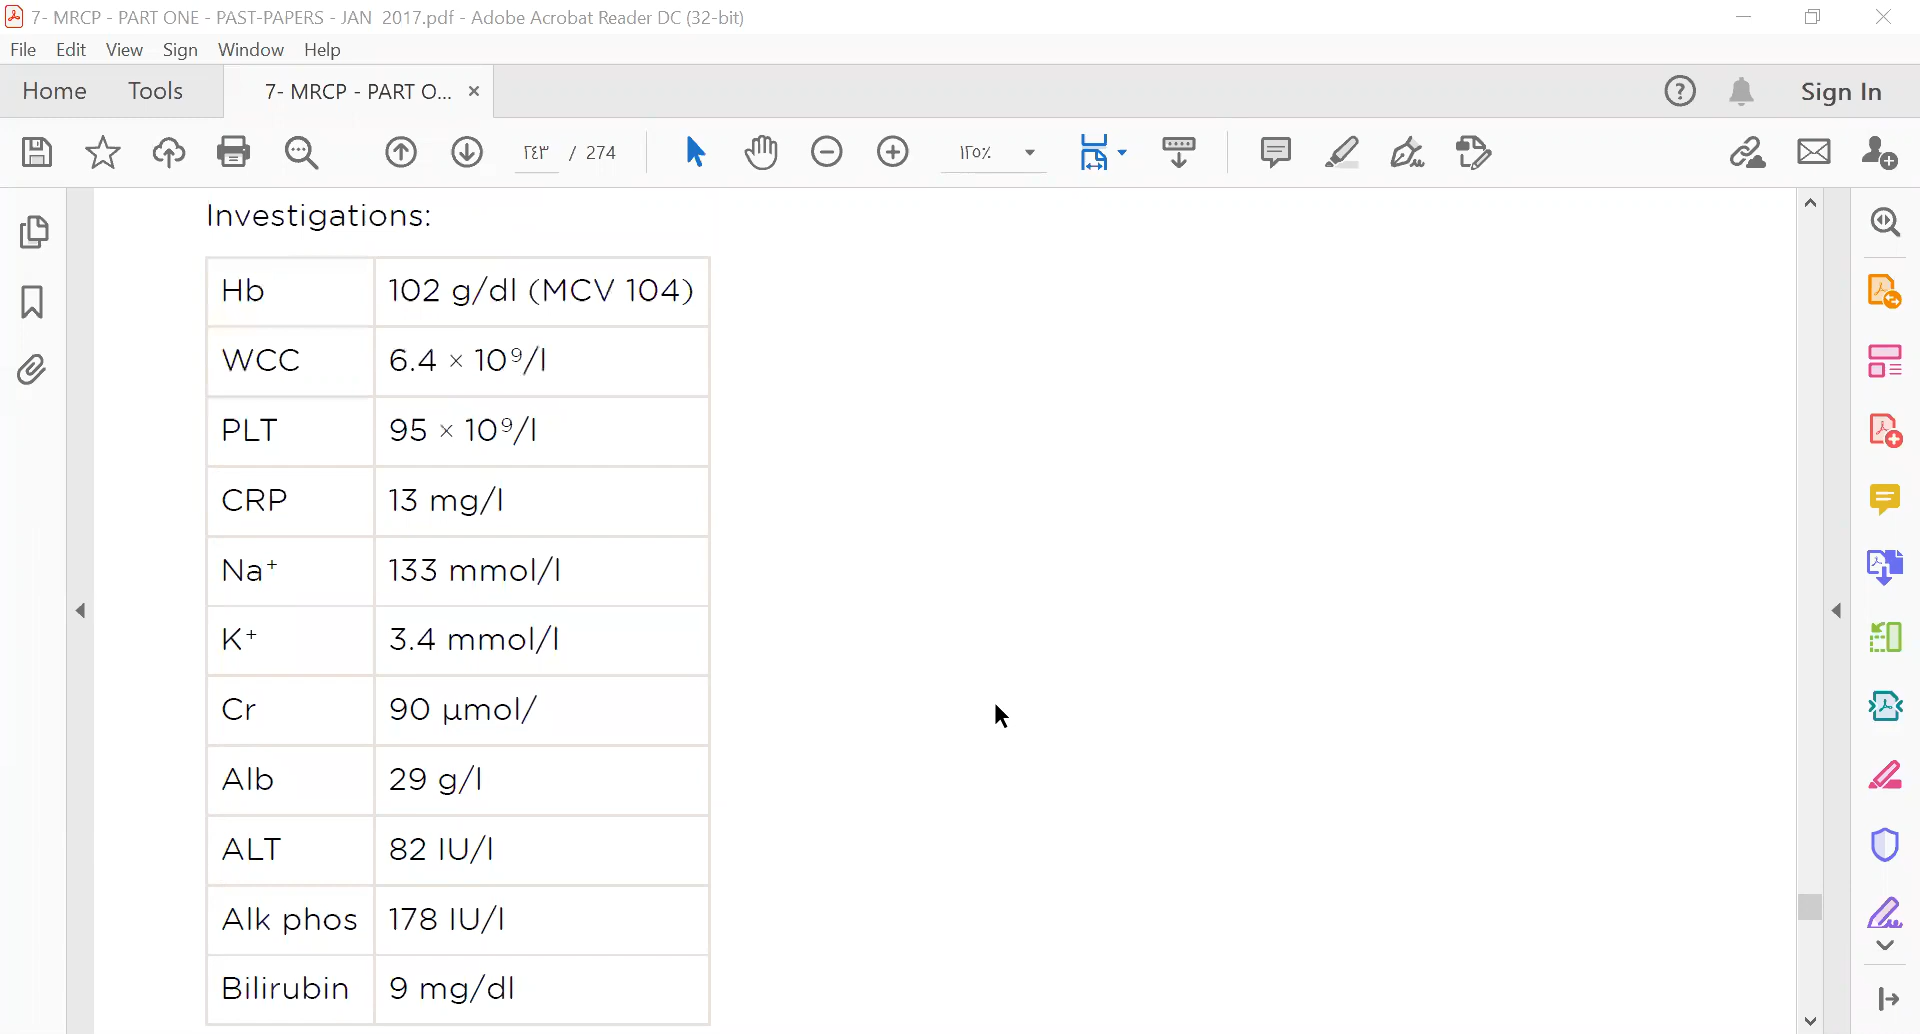 7- MRCP - PART ONE - PAST-PAPERS - JAN 2017.pdf - Adobe Acrobat Reader DC (32-bit)
File Edit View Sign Window Help
Home Tools 7- MRCP - PART O... × Sign In
٢٤٣ / 274 ١٢٥٪
Investigations:
Hb 102 g/dl (MCV 104)
WCC 6.4 × 10⁹/l
PLT 95 × 10⁹/l
CRP 13 mg/l
Na⁺ 133 mmol/l
K⁺ 3.4 mmol/l
Cr 90 µmol/
Alb 29 g/l
ALT 82 IU/l
Alk phos 178 IU/l
Bilirubin 9 mg/dl